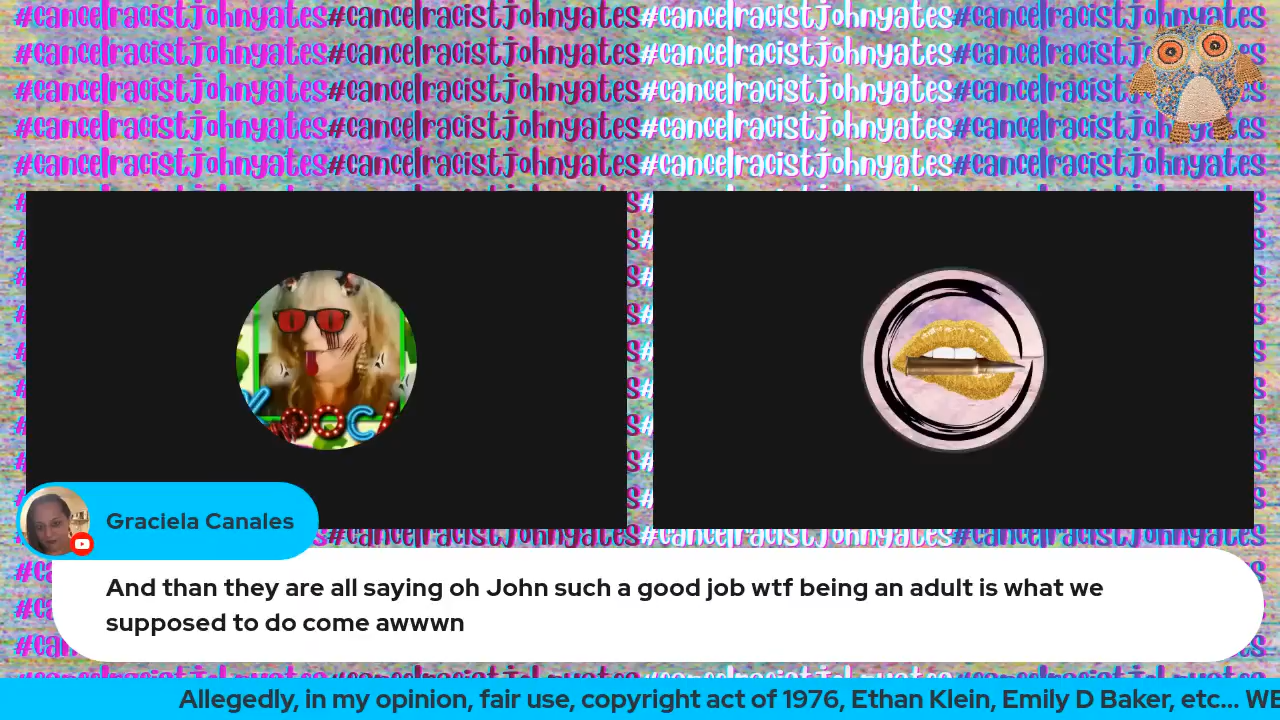 #cancelracistjohnyates#cancelracistjohnyates#cancelracistjohnyates#cancelracistjohnyates
#cancelracistjohnyates#cancelracistjohnyates#cancelracistjohnyates#cancelracistjohnyates
#cancelracistjohnyates#cancelracistjohnyates#cancelracistjohnyates#cancelracistjohnyates
#cancelracistjohnyates#cancelracistjohnyates#cancelracistjohnyates#cancelracistjohnyates
#cancelracistjohnyates#cancelracistjohnyates#cancelracistjohnyates#cancelracistjohnyates
Graciela Canales
And than they are all saying oh John such a good job wtf being an adult is what we
supposed to do come awwwn
Allegedly, in my opinion, fair use, copyright act of 1976, Ethan Klein, Emily D Baker, etc... WE